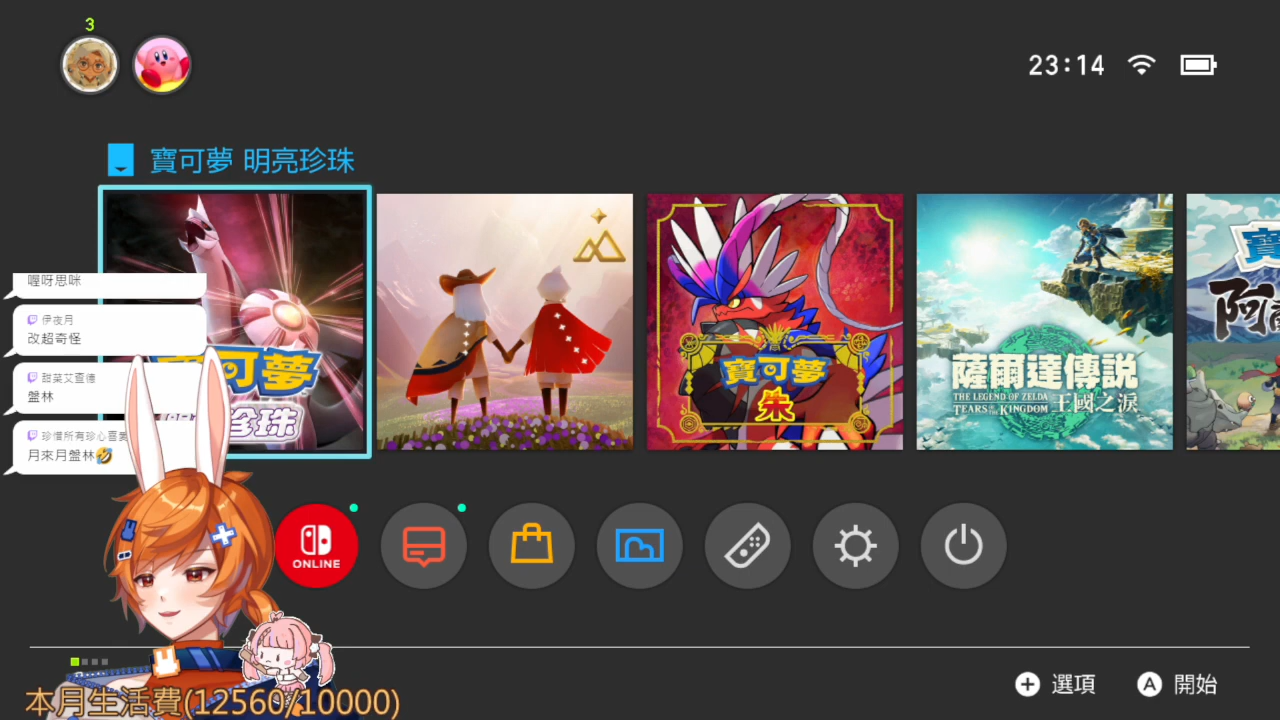 3
23:14
寶可夢 明亮珍珠
喔呀思咪
伊夜月
改超奇怪
甜菜艾查德
盤林
珍惜所有珍心喜愛
月來月盤林🤣
可夢
珍珠
寶可夢
朱
薩爾達傳說
THE LEGEND OF ZELDA
TEARS OF THE KINGDOM 王國之淚
寶
阿
ONLINE
選項
開始
本月生活費(12560/10000)